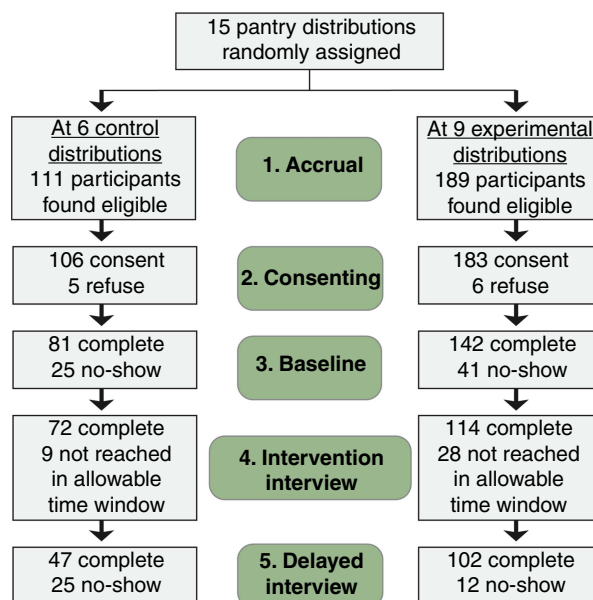 15 pantry distributions
randomly assigned
At 6 control
distributions
111 participants
found eligible
1. Accrual
At 9 experimental
distributions
189 participants
found eligible
106 consent
5 refuse
2. Consenting
183 consent
6 refuse
81 complete
25 no-show
3. Baseline
142 complete
41 no-show
72 complete
9 not reached
in allowable
time window
4. Intervention
interview
114 complete
28 not reached
in allowable
time window
47 complete
25 no-show
5. Delayed
interview
102 complete
12 no-show